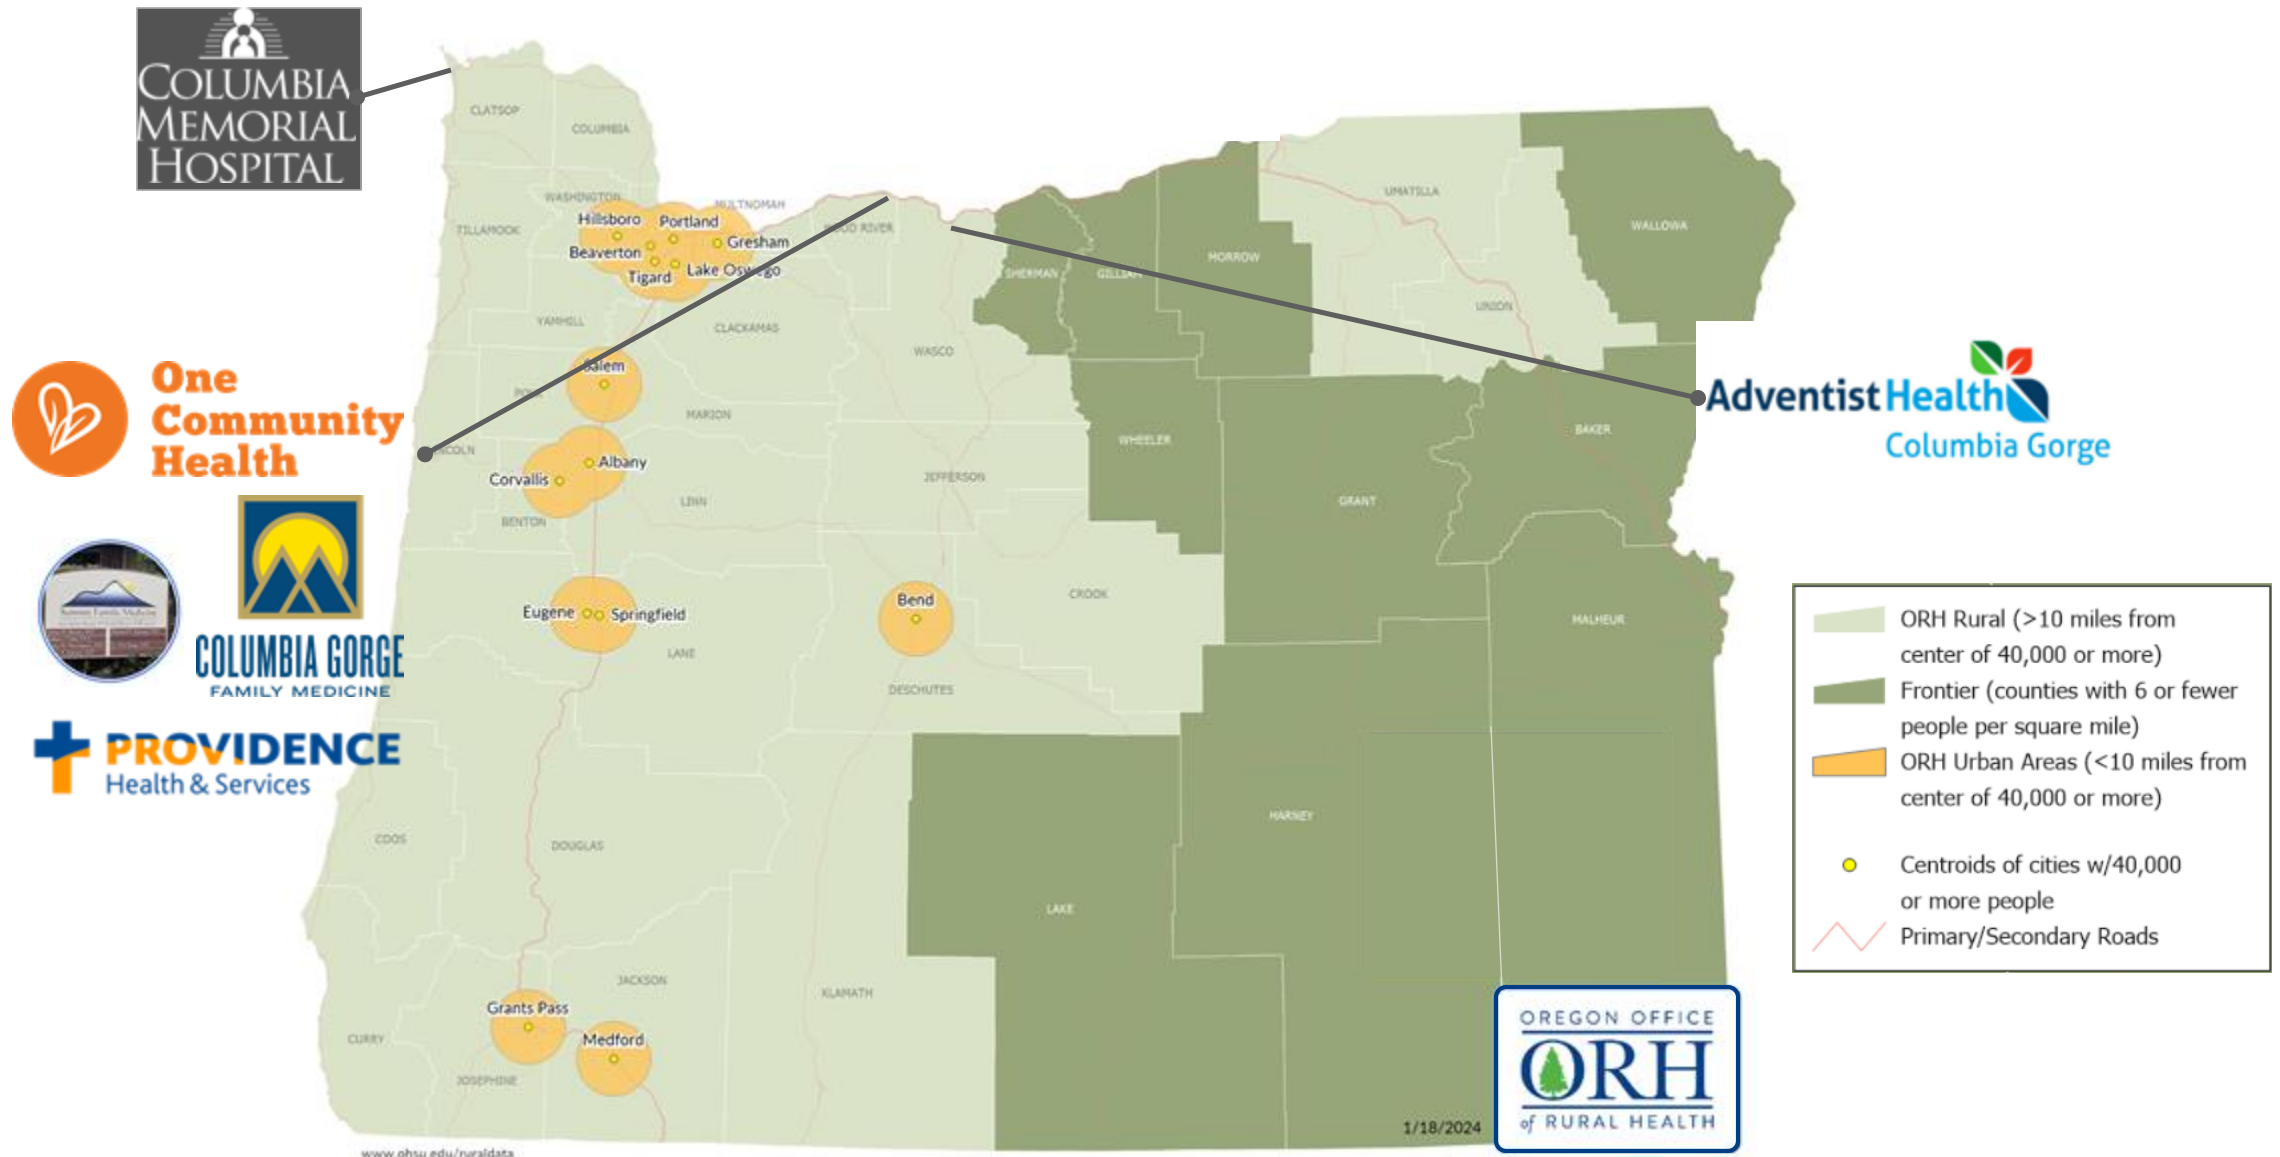 COLUMBIA
MEMORIAL
HOSPITAL
CLATSOP
COLUMBIA
WASHINGTON
MULTNOMAH
TILLAMOOK
Hillsboro
Portland
Gresham
Beaverton
Tigard
Lake Oswego
HOOD RIVER
SHERMAN
GILLIAM
MORROW
UMATILLA
WALLOWA
UNION
YAMHILL
CLACKAMAS
WASCO
Salem
POLK
MARION
One
Community
Health
LINCOLN
Albany
Corvallis
BENTON
LINN
JEFFERSON
WHEELER
GRANT
BAKER
Adventist Health
Columbia Gorge
COLUMBIA GORGE
FAMILY MEDICINE
Eugene
Springfield
LANE
Bend
DESCHUTES
CROOK
MALHEUR
PROVIDENCE
Health & Services
COOS
DOUGLAS
LAKE
HARNEY
Grants Pass
Medford
JACKSON
KLAMATH
CURRY
JOSEPHINE
ORH Rural (>10 miles from
center of 40,000 or more)
Frontier (counties with 6 or fewer
people per square mile)
ORH Urban Areas (<10 miles from
center of 40,000 or more)
Centroids of cities w/40,000
or more people
Primary/Secondary Roads
1/18/2024
OREGON OFFICE
ORH
of RURAL HEALTH
www.ohsu.edu/ruraldata